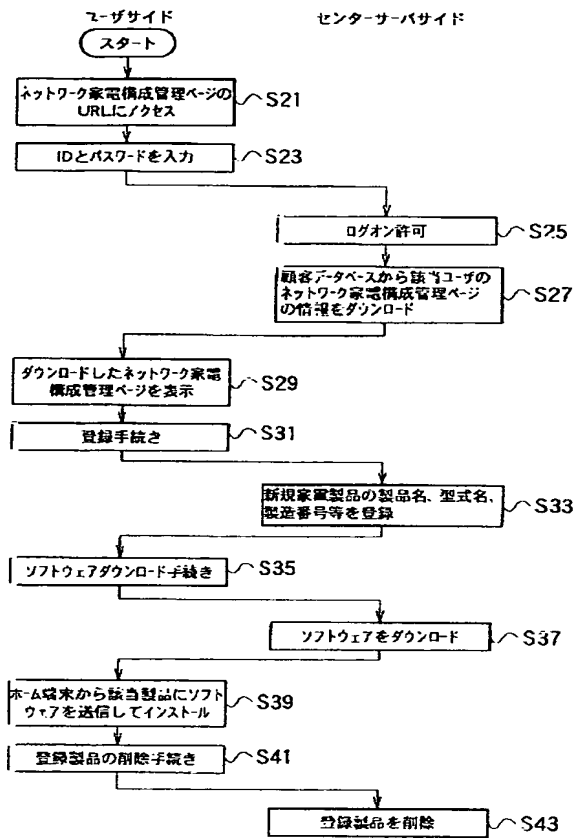 ユーザサイド
センターサーバサイド
スタート
ネットワーク家電構成管理ページの
URLにアクセス
S21
IDとパスワードを入力
S23
ログオン許可
S25
顧客データベースから該当ユーザの
ネットワーク家電構成管理ページ
の情報をダウンロード
S27
ダウンロードしたネットワーク家電
構成管理ページを表示
S29
登録手続き
S31
新規家電製品の製品名、型式名、
製造番号等を登録
S33
ソフトウェアダウンロード手続き
S35
ソフトウェアをダウンロード
S37
ホーム端末から該当製品にソフト
ウェアを送信してインストール
S39
登録製品の削除手続き
S41
登録製品を削除
S43